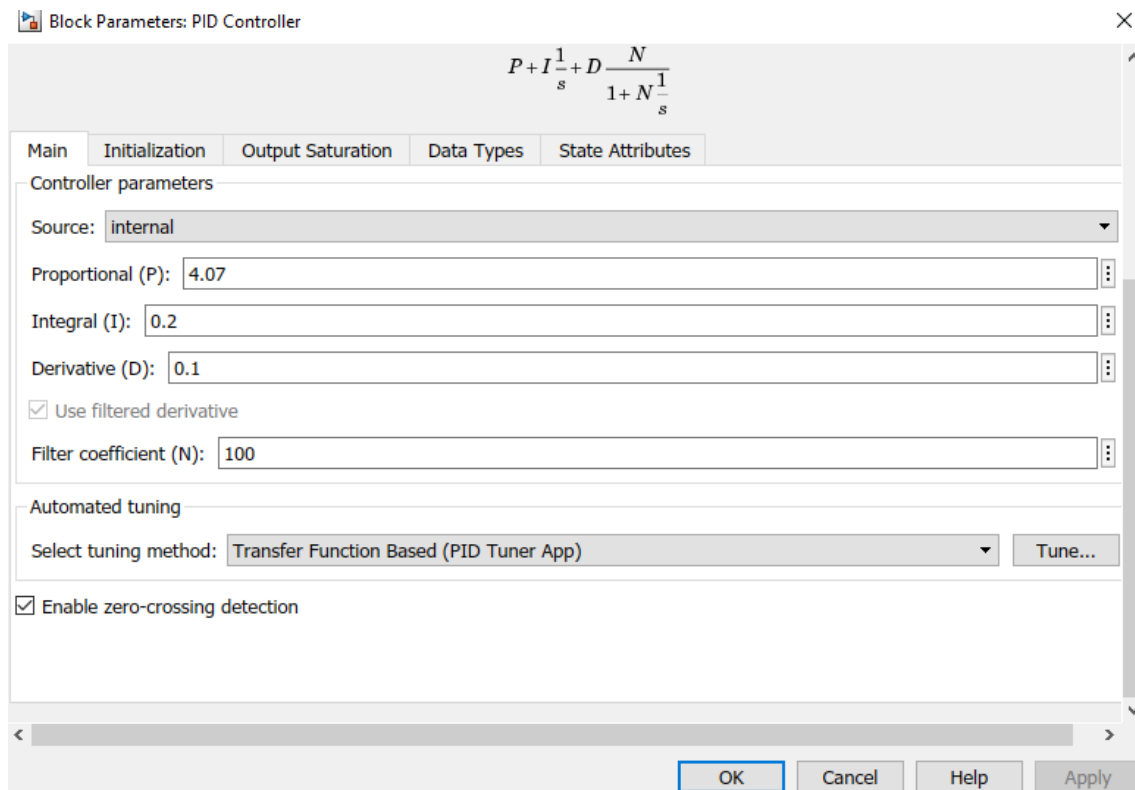 Block Parameters: PID Controller
P + I 1/s + D N/(1 + N 1/s)
Main Initialization Output Saturation Data Types State Attributes
Controller parameters
Source: internal
Proportional (P): 4.07
Integral (I): 0.2
Derivative (D): 0.1
Use filtered derivative
Filter coefficient (N): 100
Automated tuning
Select tuning method: Transfer Function Based (PID Tuner App) Tune...
Enable zero-crossing detection
OK Cancel Help Apply